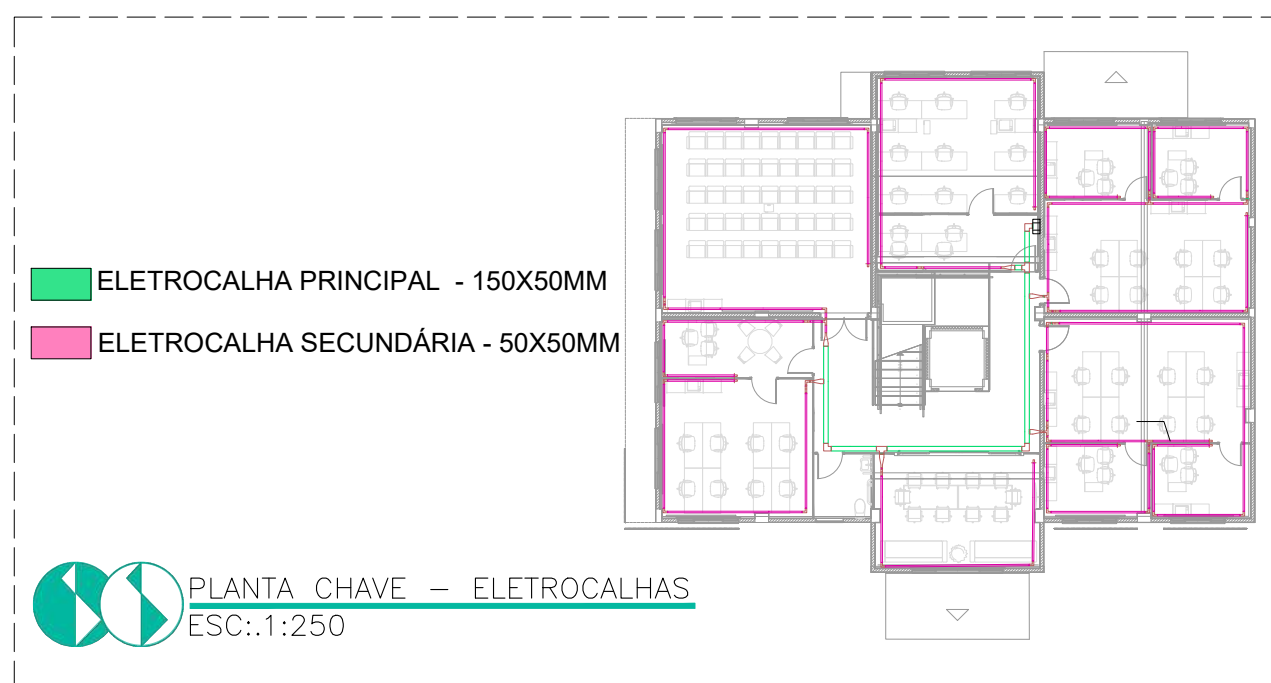 ELETROCALHA PRINCIPAL - 150X50MM
ELETROCALHA SECUNDÁRIA - 50X50MM
PLANTA CHAVE – ELETROCALHAS
ESC:.1:250